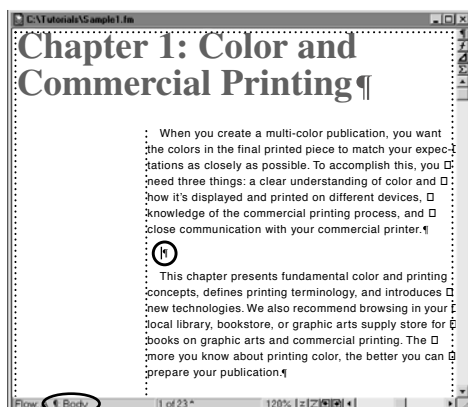 C:\Tutorials\Sample1.fm
Chapter 1: Color and
Commercial Printing¶
When you create a multi-color publication, you want
the colors in the final printed piece to match your expec-
tations as closely as possible. To accomplish this, you
need three things: a clear understanding of color and
how it's displayed and printed on different devices,
knowledge of the commercial printing process, and
close communication with your commercial printer.¶
¶
This chapter presents fundamental color and printing
concepts, defines printing terminology, and introduces
new technologies. We also recommend browsing in your
local library, bookstore, or graphic arts supply store for
books on graphic arts and commercial printing. The
more you know about printing color, the better you can
prepare your publication.¶
Flow: A ¶ Body 1 of 23 * 120% z Z